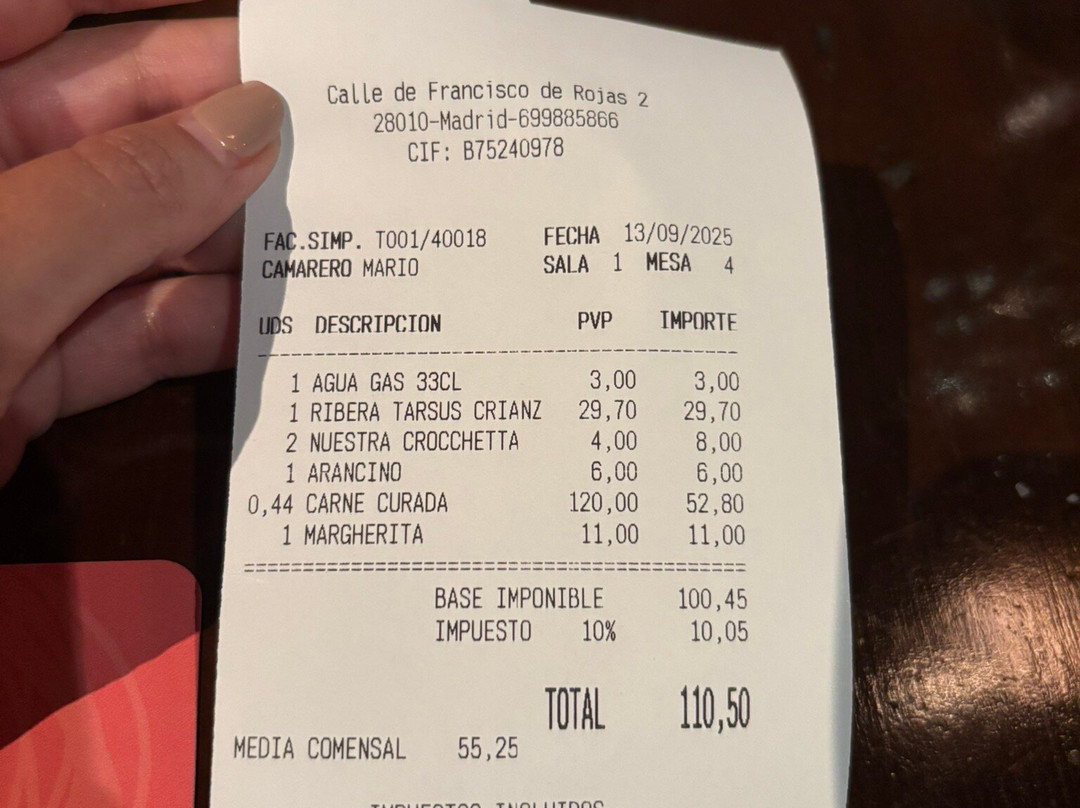 Calle de Francisco de Rojas 2
28010-Madrid-699885866
CIF: B75240978
FAC.SIMP. T001/40018 FECHA 13/09/2025
CAMARERO MARIO SALA 1 MESA 4
UDS DESCRIPCION PVP IMPORTE
1 AGUA GAS 33CL 3,00 3,00
1 RIBERA TARSUS CRIANZ 29,70 29,70
2 NUESTRA CROCCHETTA 4,00 8,00
1 ARANCINO 6,00 6,00
0,44 CARNE CURADA 120,00 52,80
1 MARGHERITA 11,00 11,00
BASE IMPONIBLE 100,45
IMPUESTO 10% 10,05
TOTAL 110,50
MEDIA COMENSAL 55,25
IMPUESTOS INCLUIDOS